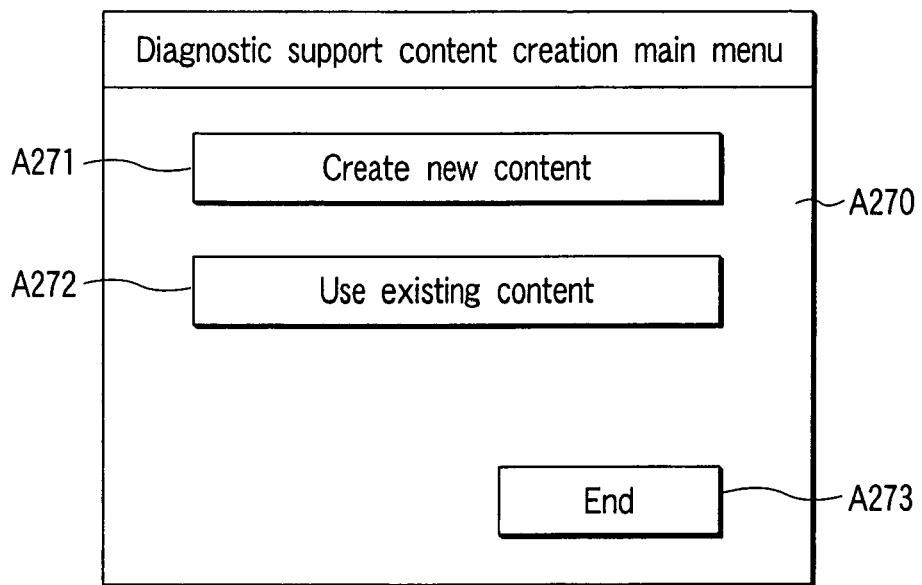 Diagnostic support content creation main menu
A271
Create new content
A270
A272
Use existing content
End
A273